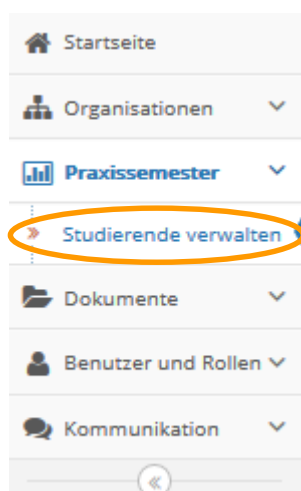 Startseite
Organisationen
Praxissemester
Studierende verwalten
Dokumente
Benutzer und Rollen
Kommunikation